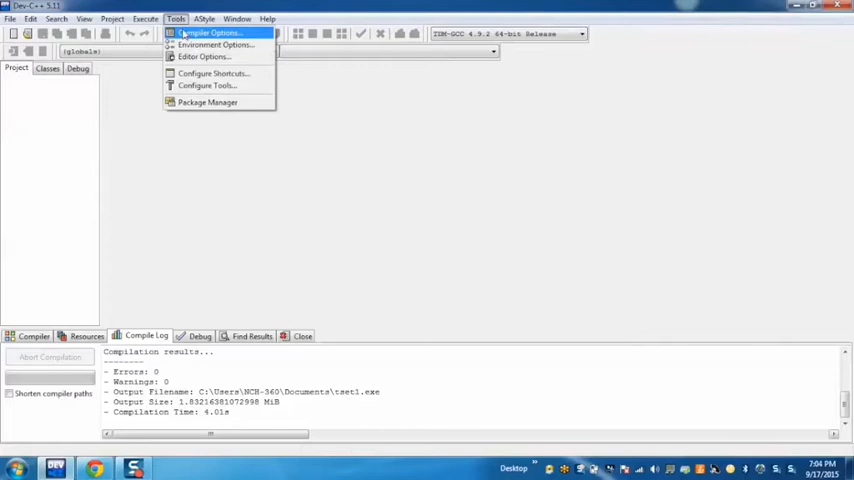 Dev-C++ 5.11
File Edit Search View Project Execute Tools AStyle Window Help
TDM-GCC 4.9.2 64-bit Release
(globals)
Compiler Options...
Environment Options...
Editor Options...
Configure Shortcuts...
Configure Tools...
Package Manager
Project Classes Debug
Compiler Resources Compile Log Debug Find Results Close
Abort Compilation
Shorten compiler paths
Compilation results...
--------
- Errors: 0
- Warnings: 0
- Output Filename: C:\Users\NCH-360\Documents\tset1.exe
- Output Size: 1.83216381072998 MiB
- Compilation Time: 4.01s
DEV
Desktop
7:04 PM
9/17/2015